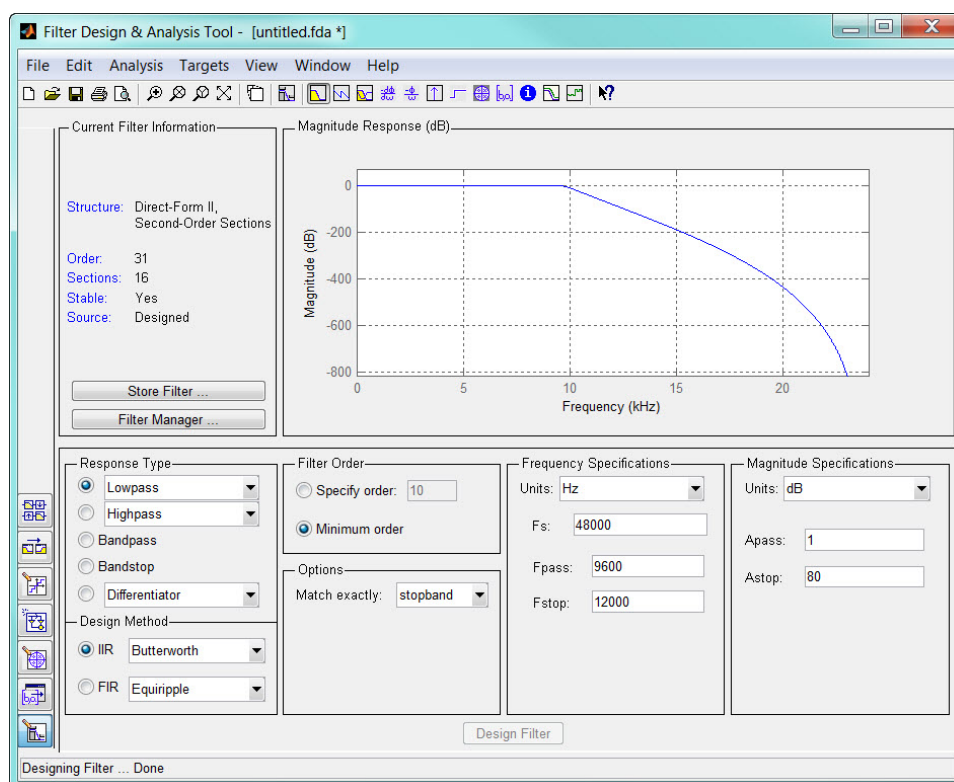 Filter Design & Analysis Tool - [untitled.fda *]
File Edit Analysis Targets View Window Help
Current Filter Information
Structure: Direct-Form II,
Second-Order Sections
Order: 31
Sections: 16
Stable: Yes
Source: Designed
Store Filter ...
Filter Manager ...
Magnitude Response (dB)
Magnitude (dB)
0
-200
-400
-600
-800
0 5 10 15 20
Frequency (kHz)
Response Type
Lowpass
Highpass
Bandpass
Bandstop
Differentiator
Design Method
IIR Butterworth
FIR Equiripple
Filter Order
Specify order: 10
Minimum order
Options
Match exactly: stopband
Frequency Specifications
Units: Hz
Fs: 48000
Fpass: 9600
Fstop: 12000
Magnitude Specifications
Units: dB
Apass: 1
Astop: 80
Design Filter
Designing Filter ... Done